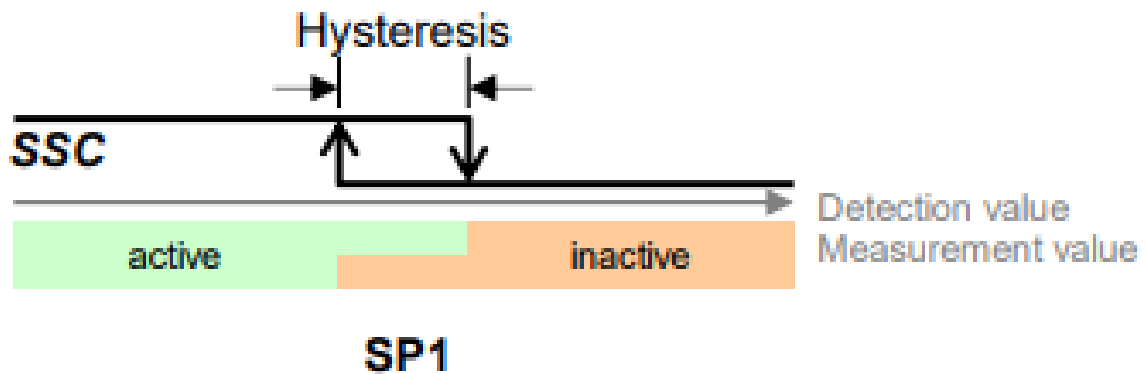 Hysteresis
SSC
Detection value
Measurement value
active
inactive
SP1